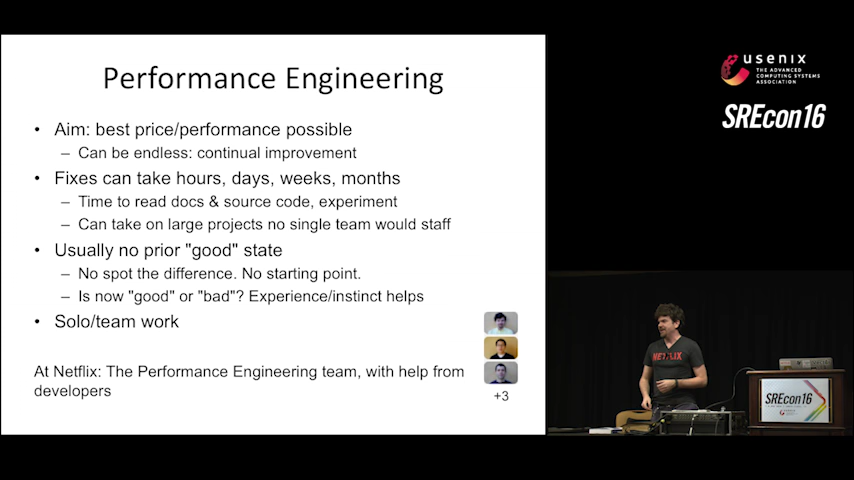 Performance Engineering
• Aim: best price/performance possible
– Can be endless: continual improvement
• Fixes can take hours, days, weeks, months
– Time to read docs & source code, experiment
– Can take on large projects no single team would staff
• Usually no prior "good" state
– No spot the difference. No starting point.
– Is now "good" or "bad"? Experience/instinct helps
• Solo/team work
At Netflix: The Performance Engineering team, with help from
developers
+3
usenix
THE ADVANCED
COMPUTING SYSTEMS
ASSOCIATION
SREcon16
NETFLIX
SREcon16